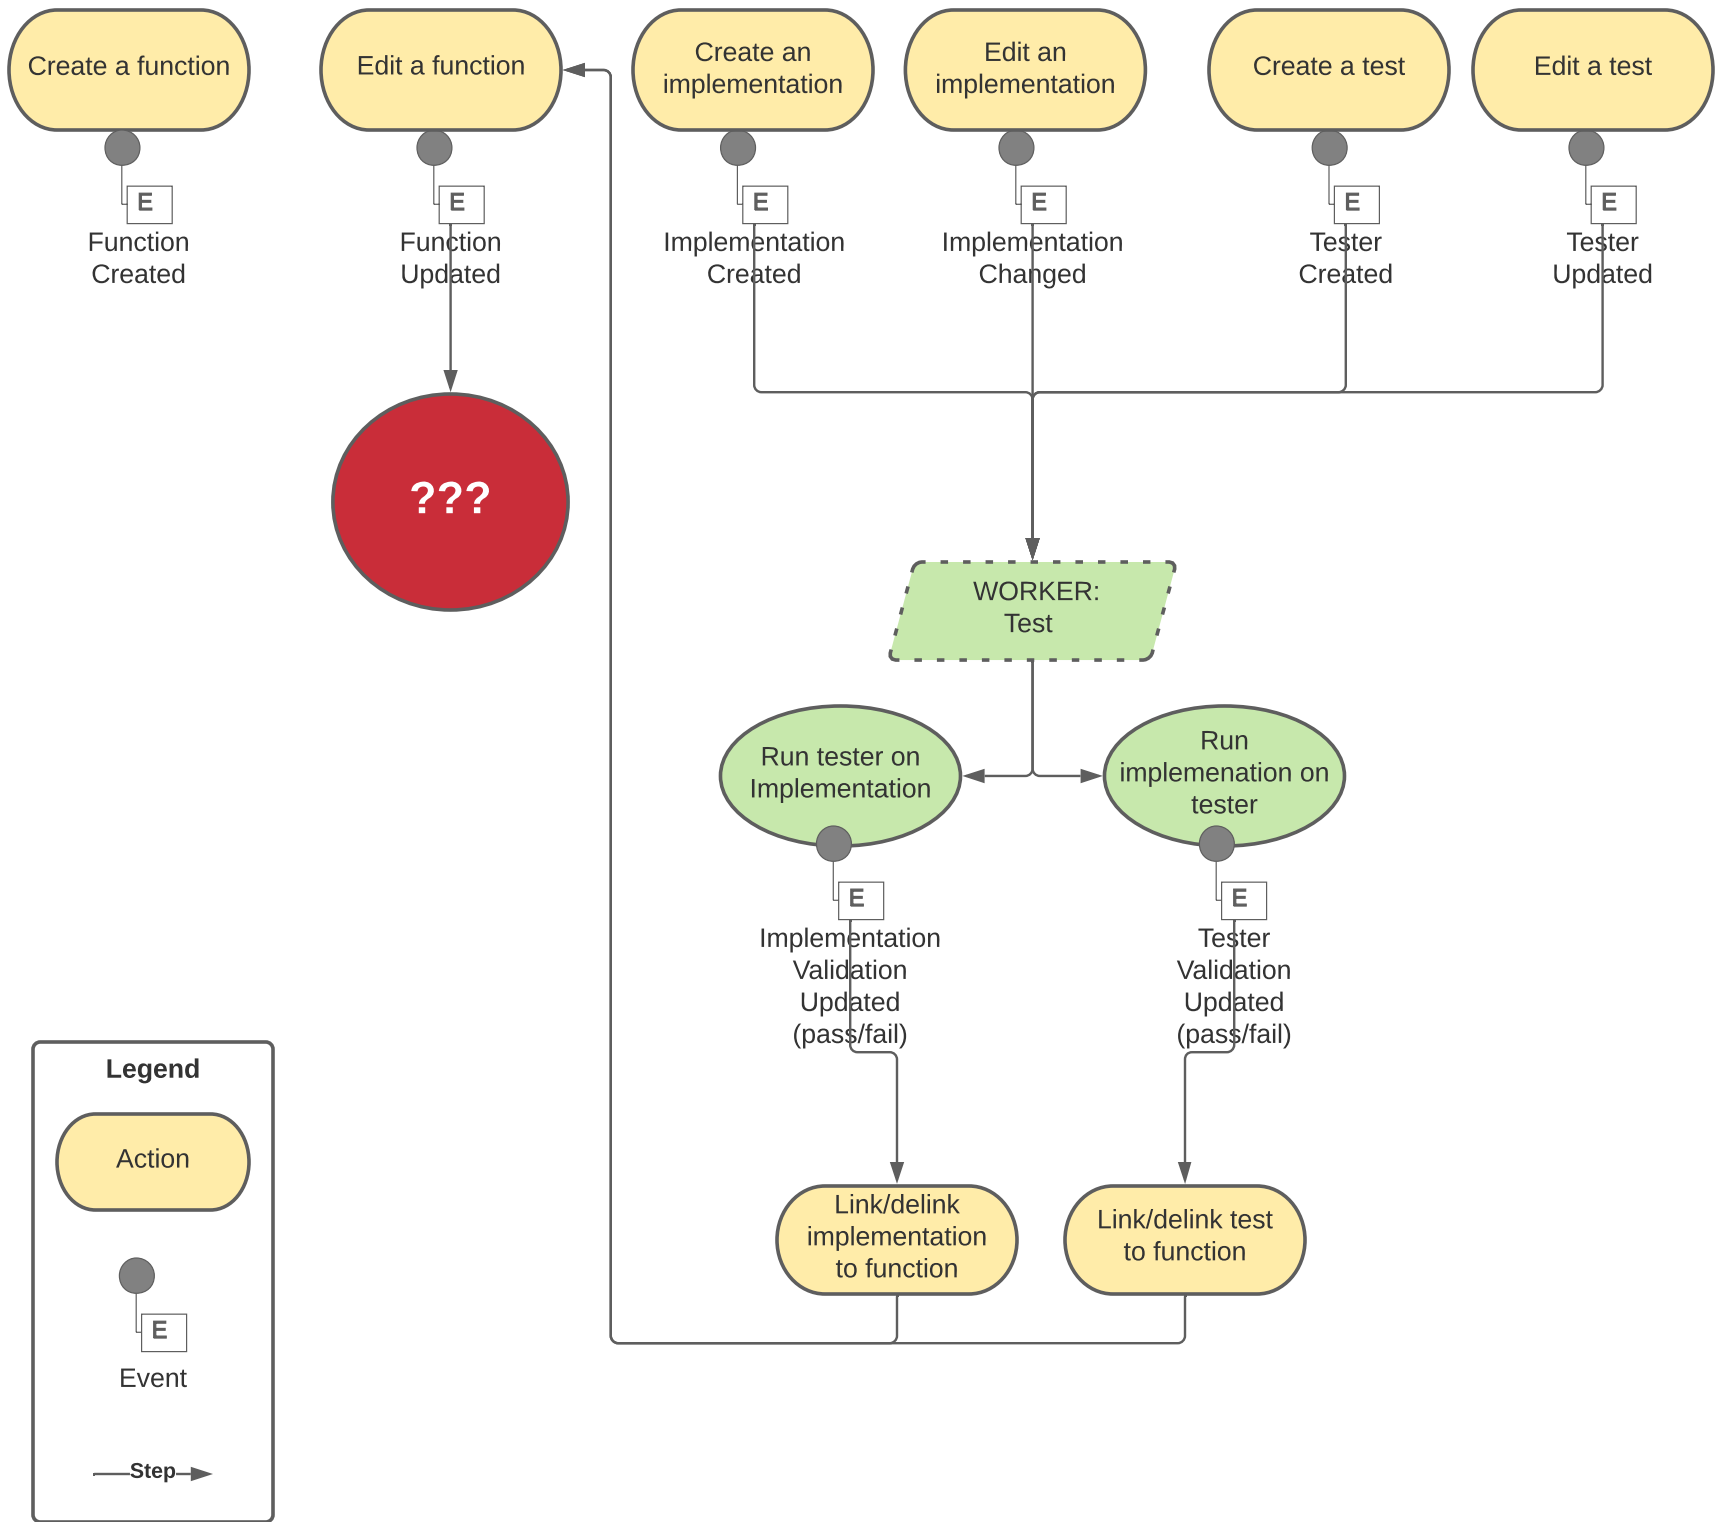 Create a function
Edit a function
Create an
implementation
Edit an
implementation
Create a test
Edit a test
E
Function
Created
E
Function
Updated
E
Implementation
Created
E
Implementation
Changed
E
Tester
Created
E
Tester
Updated
???
WORKER:
Test
Run tester on
Implementation
Run
implemenation on
tester
E
Implementation
Validation
Updated
(pass/fail)
E
Tester
Validation
Updated
(pass/fail)
Link/delink
implementation
to function
Link/delink test
to function
Legend
Action
E
Event
Step